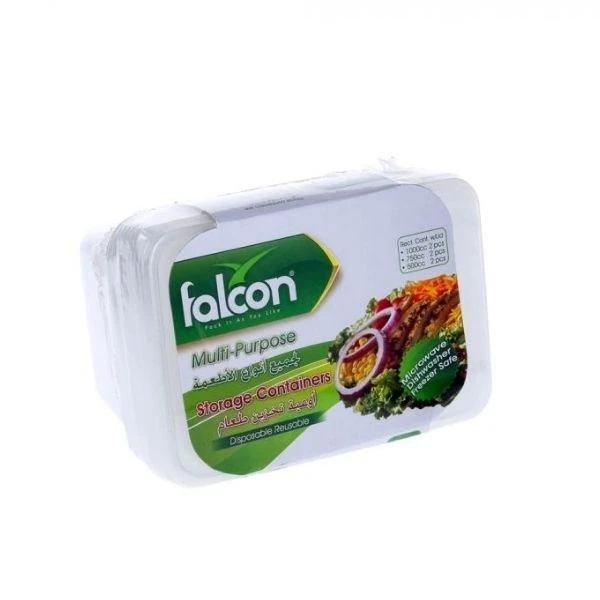 Rect. Cont. w/Lid
• 1000cc 2 pcs
• 750cc 2 pcs
• 500cc 2 pcs
falcon®
Pack It As You Like
Multi-Purpose
لجميع أنواع الأطعمة
Storage Containers
أوعية تخزين طعام
Disposable Reusable
Microwave
Dishwasher
Freezer Safe